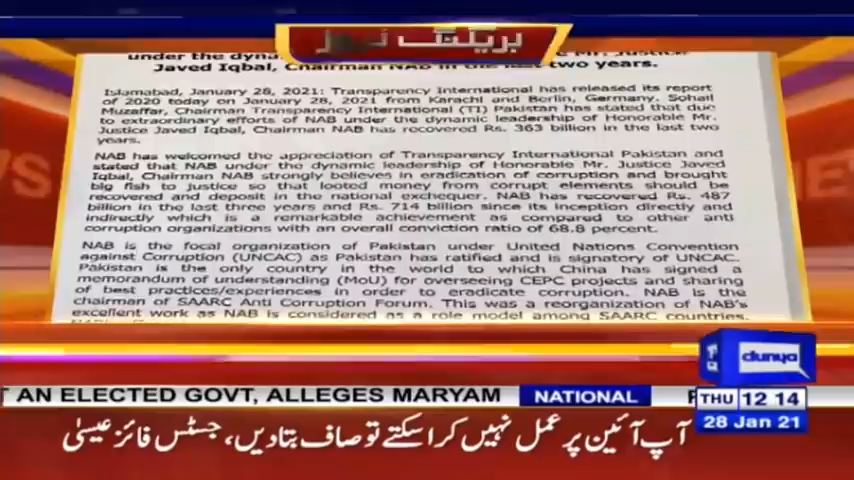 بریکنگ نیوز
under the dyna
e Mr. Justice
Javed Iqbal, Chairman NAB in the last two years.
Islamabad, January 28, 2021: Transparency International has released its report
of 2020 today on January 28, 2021 from Karachi and Berlin, Germany. Sohail
Muzaffar, Chairman Transparency International (TI) Pakistan has stated that due
to extraordinary efforts of NAB under the dynamic leadership of Honorable Mr.
Justice Javed Iqbal, Chairman NAB has recovered Rs. 363 billion in the last two
years.
NAB has welcomed the appreciation of Transparency International Pakistan and
stated that NAB under the dynamic leadership of Honorable Mr. Justice Javed
Iqbal, Chairman NAB strongly believes in eradication of corruption and brought
big fish to justice so that looted money from corrupt elements should be
recovered and deposit in the national exchequer. NAB has recovered Rs. 487
billion in the last three years and Rs. 714 billion since its inception directly and
indirectly which is a remarkable achievement as compared to other anti
corruption organizations with an overall conviction ratio of 68.8 percent.
NAB is the focal organization of Pakistan under United Nations Convention
against Corruption (UNCAC) as Pakistan has ratified and is signatory of UNCAC.
Pakistan is the only country in the world to which China has signed a
memorandum of understanding (MoU) for overseeing CEPC projects and sharing
of best practices/experiences in order to eradicate corruption. NAB is the
chairman of SAARC Anti Corruption Forum. This was a reorganization of NAB's
excellent work as NAB is considered as a role model among SAARC countries.
dunya
AN ELECTED GOVT, ALLEGES MARYAM NATIONAL
THU 12 14
28 Jan 21
آپ آئین پر عمل نہیں کراسکتے تو صاف بتادیں، جسٹس فائز عیسیٰ